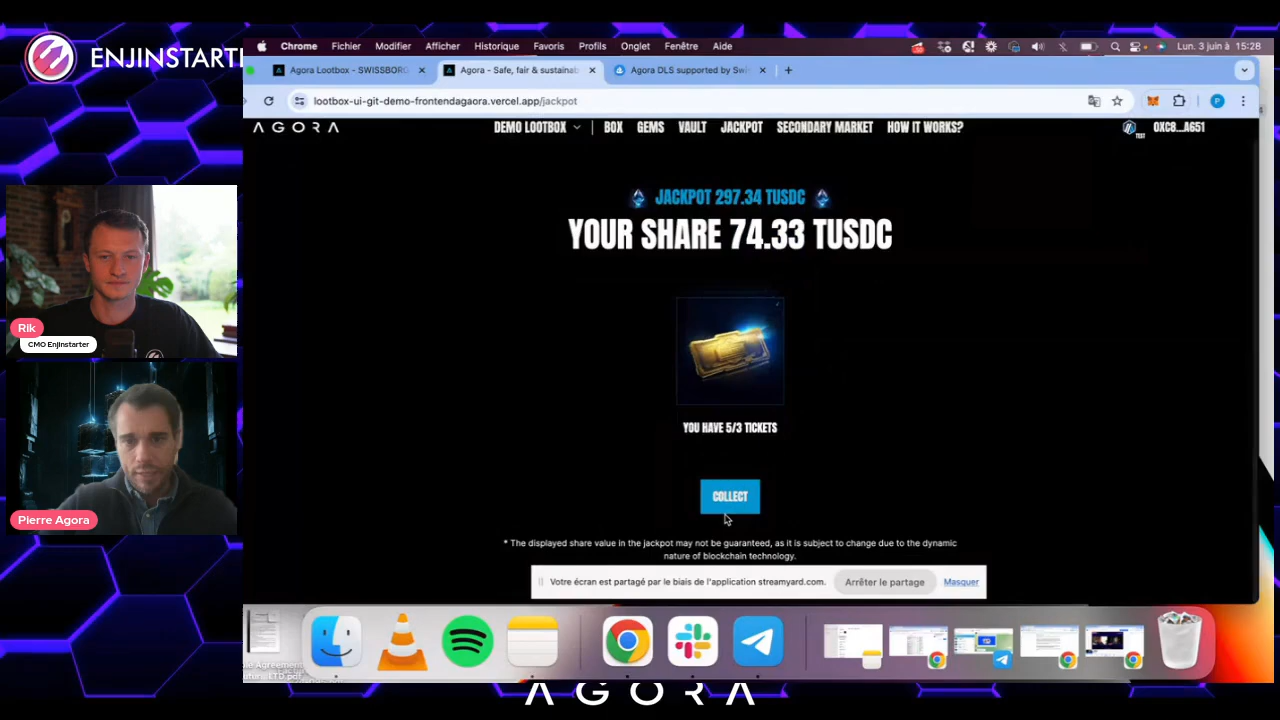 ENJINSTART
Chrome Fichier Modifier Afficher Historique Favoris Profils Onglet Fenêtre Aide
Lun. 3 juin à 15:28
Agora Lootbox - SWISSBORG
Agora - Safe, fair & sustainab
Agora DLS supported by Swi
lootbox-ui-git-demo-frontendagaora.vercel.app/jackpot
AGORA
DEMO LOOTBOX
BOX GEMS VAULT JACKPOT SECONDARY MARKET HOW IT WORKS?
TEST
0XC8...A651
JACKPOT 297.34 TUSDC
YOUR SHARE 74.33 TUSDC
YOU HAVE 5/3 TICKETS
COLLECT
* The displayed share value in the jackpot may not be guaranteed, as it is subject to change due to the dynamic
nature of blockchain technology.
Votre écran est partagé par le biais de l'application streamyard.com.
Arrêter le partage
Masquer
Rik
CMO Enjinstarter
Pierre Agora
AGORA